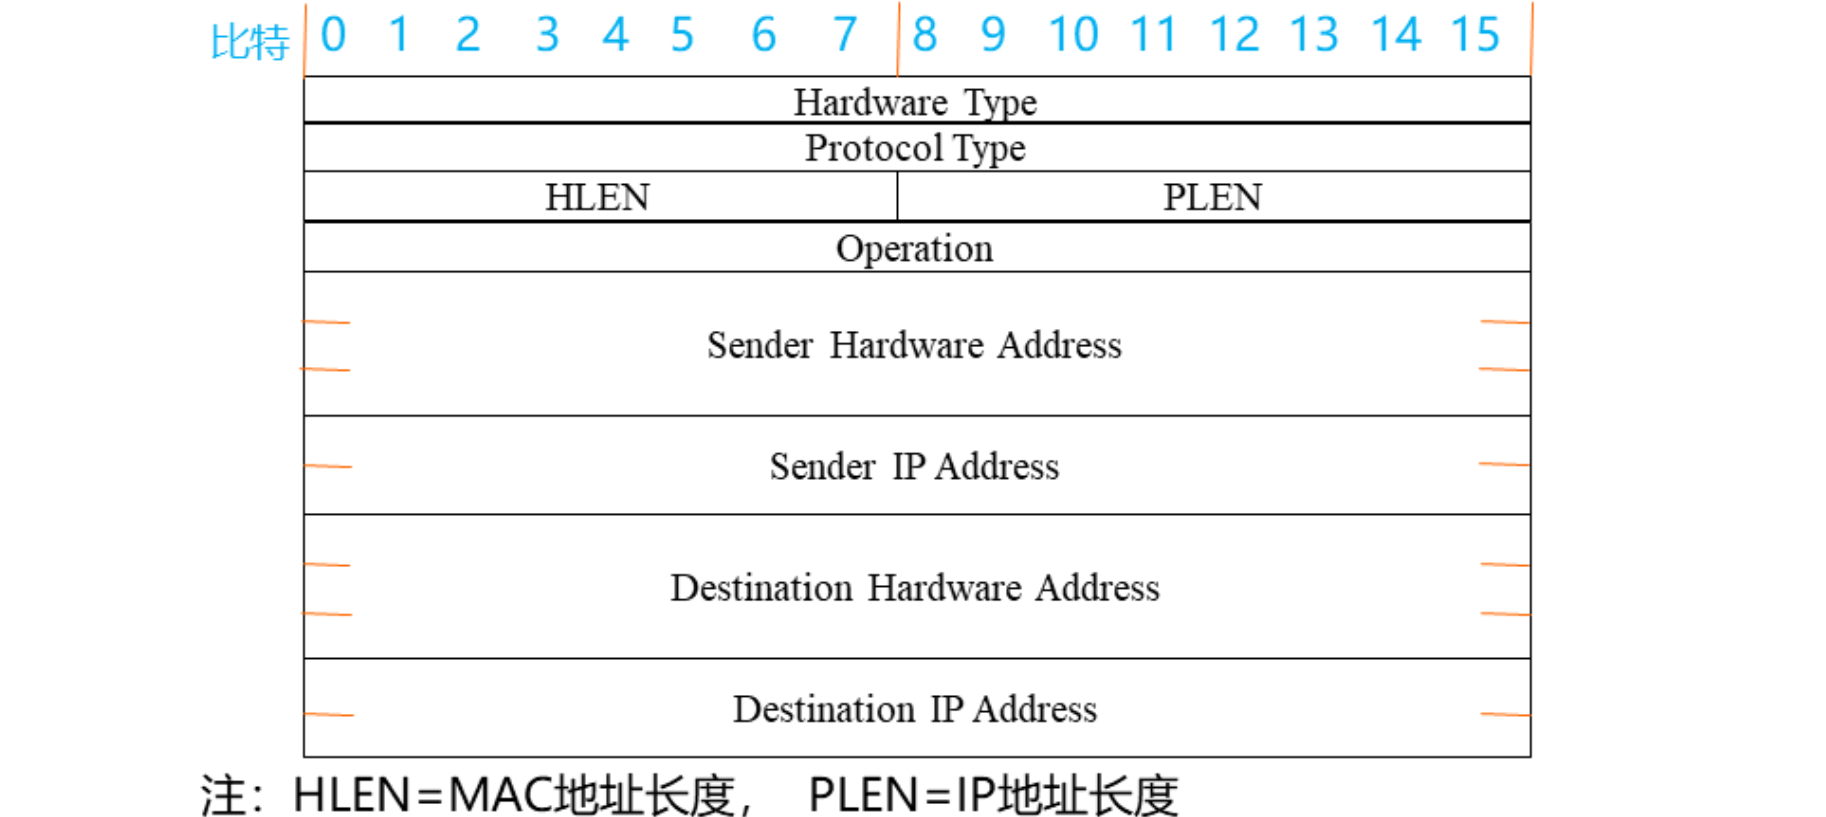 比特 0 1 2 3 4 5 6 7 8 9 10 11 12 13 14 15
Hardware Type
Protocol Type
HLEN PLEN
Operation
Sender Hardware Address
Sender IP Address
Destination Hardware Address
Destination IP Address
注：HLEN=MAC地址长度， PLEN=IP地址长度